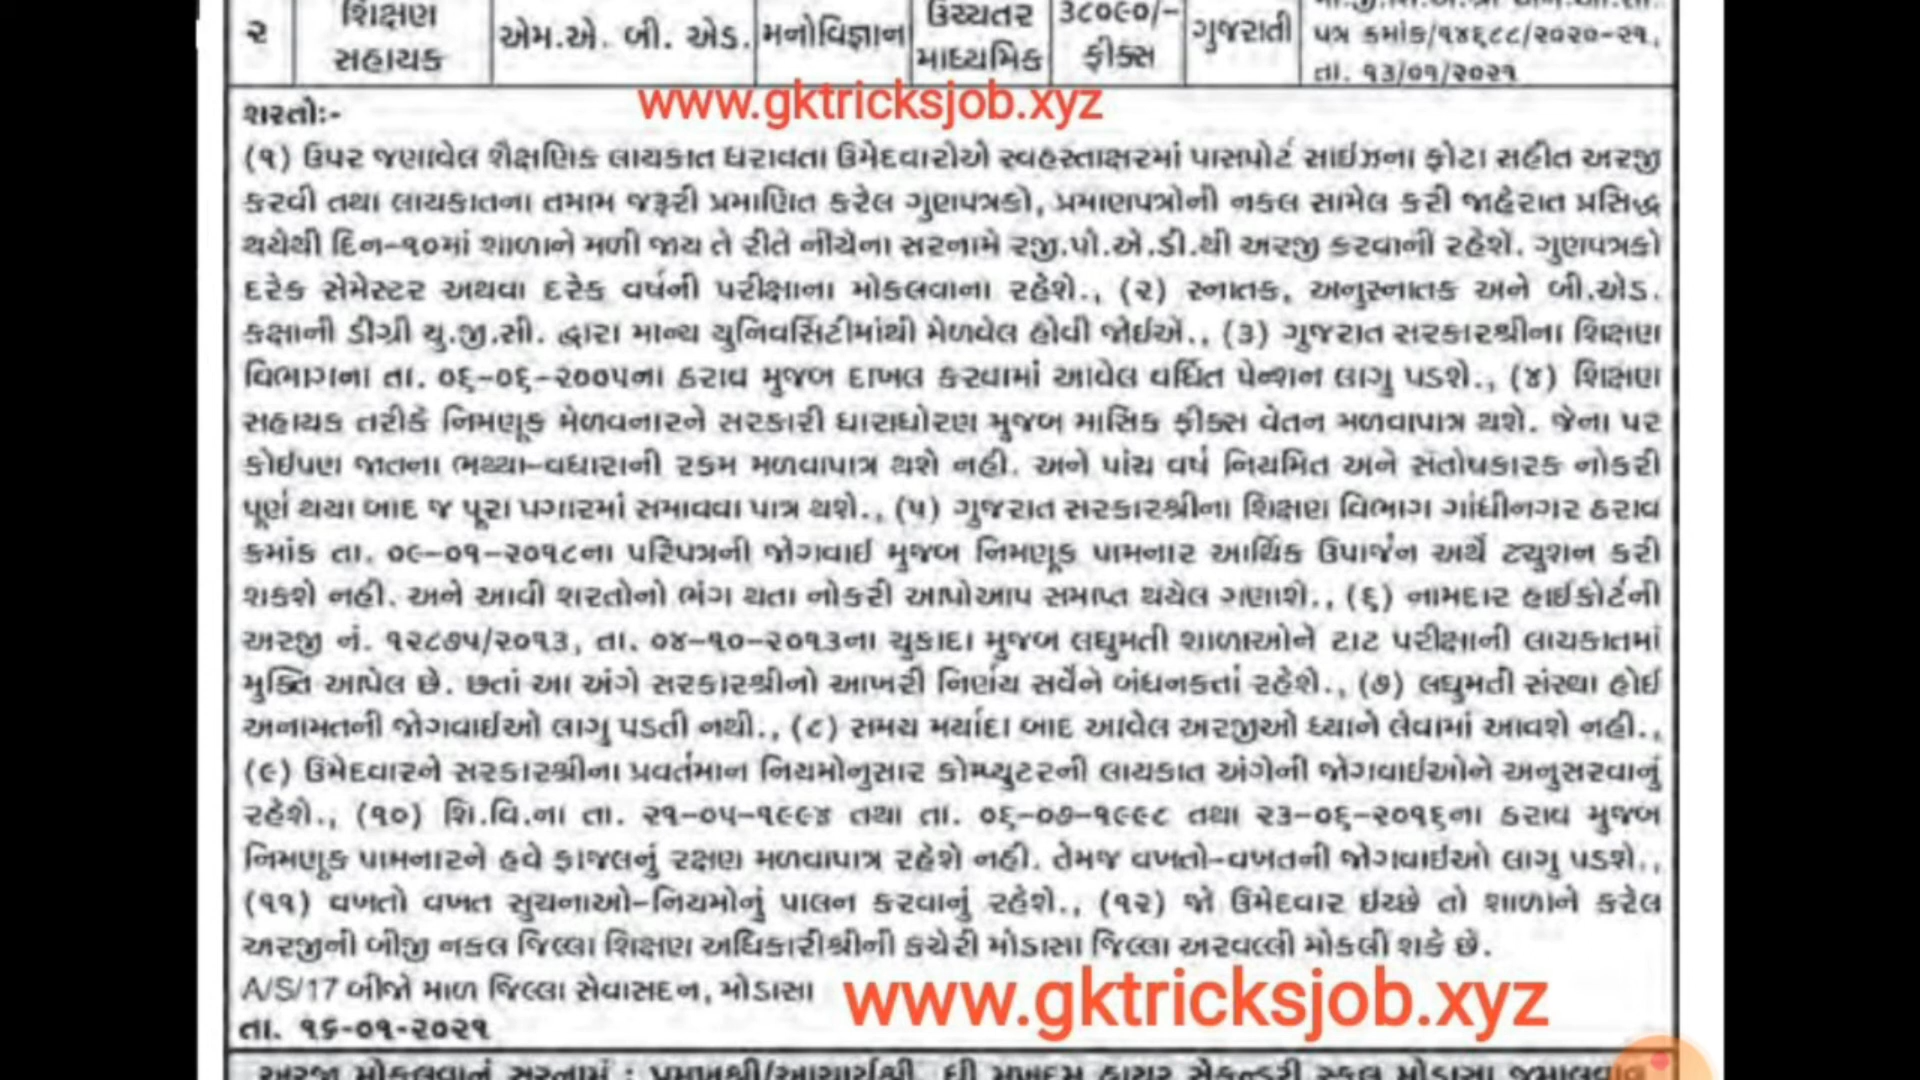 ૨ શિક્ષણ સહાયક એમ.એ. બી. એડ. મનોવિજ્ઞાન ઉચ્ચતર માધ્યમિક ૩૮૦૯૦/- ફીક્સ ગુજરાતી પત્ર ક્રમાંક/૧૪૬૮૮/૨૦૨૦-૨૧, તા. ૧૩/૦૧/૨૦૨૧
www.gktricksjob.xyz
શરતોઃ-
(૧) ઉપર જણાવેલ શૈક્ષણિક લાયકાત ધરાવતા ઉમેદવારોએ સ્વહસ્તાક્ષરમાં પાસપોર્ટ સાઈઝના ફોટા સહીત અરજી
કરવી તથા લાયકાતના તમામ જરૂરી પ્રમાણિત કરેલ ગુણપત્રકો, પ્રમાણપત્રોની નકલ સામેલ કરી જાહેરાત પ્રસિદ્ધ
થયેથી દિન-૧૦માં શાળાને મળી જાય તે રીતે નીચેના સરનામે રજી.પો.એ.ડી.થી અરજી કરવાની રહેશે. ગુણપત્રકો
દરેક સેમેસ્ટર અથવા દરેક વર્ષની પરીક્ષાના મોકલવાના રહેશે., (૨) સ્નાતક, અનુસ્નાતક અને બી.એડ.
કક્ષાની ડીગ્રી યુ.જી.સી. દ્વારા માન્ય યુનિવર્સિટીમાંથી મેળવેલ હોવી જોઈએ., (૩) ગુજરાત સરકારશ્રીના શિક્ષણ
વિભાગના તા. ૦૬-૦૬-૨૦૦૫ના ઠરાવ મુજબ દાખલ કરવામાં આવેલ વર્ધિત પેન્શન લાગુ પડશે., (૪) શિક્ષણ
સહાયક તરીકે નિમણૂક મેળવનારને સરકારી ધારાધોરણ મુજબ માસિક ફીક્સ વેતન મળવાપાત્ર થશે. જેના પર
કોઈપણ જાતના ભથ્થા-વધારાની રકમ મળવાપાત્ર થશે નહી. અને પાંચ વર્ષ નિયમિત અને સંતોષકારક નોકરી
પૂર્ણ થયા બાદ જ પૂરા પગારમાં સમાવવા પાત્ર થશે., (૫) ગુજરાત સરકારશ્રીના શિક્ષણ વિભાગ ગાંધીનગર ઠરાવ
ક્રમાંક તા. ૦૯-૦૧-૨૦૧૮ના પરિપત્રની જોગવાઈ મુજબ નિમણૂક પામનાર આર્થિક ઉપાર્જન અર્થે ટ્યુશન કરી
શકશે નહી. અને આવી શરતોનો ભંગ થતા નોકરી આપોઆપ સમાપ્ત થયેલ ગણાશે., (૬) નામદાર હાઈકોર્ટની
અરજી નં. ૧૨૮૭૫/૨૦૧૩, તા. ૦૪-૧૦-૨૦૧૩ના ચુકાદા મુજબ લઘુમતી શાળાઓને ટાટ પરીક્ષાની લાયકાતમાં
મુક્તિ આપેલ છે. છતાં આ અંગે સરકારશ્રીનો આખરી નિર્ણય સર્વેને બંધનકર્તા રહેશે., (૭) લઘુમતી સંસ્થા હોઈ
અનામતની જોગવાઈઓ લાગુ પડતી નથી., (૮) સમય મર્યાદા બાદ આવેલ અરજીઓ ધ્યાને લેવામાં આવશે નહી.,
(૯) ઉમેદવારને સરકારશ્રીના પ્રવર્તમાન નિયમોનુસાર કોમ્પ્યુટરની લાયકાત અંગેની જોગવાઈઓને અનુસરવાનું
રહેશે., (૧૦) શિ.વિ.ના તા. ૨૧-૦૫-૧૯૯૪ તથા તા. ૦૬-૦૭-૧૯૯૮ તથા ૨૩-૦૬-૨૦૧૬ના ઠરાવ મુજબ
નિમણૂક પામનારને હવે ફાજલનું રક્ષણ મળવાપાત્ર રહેશે નહી. તેમજ વખતો-વખતની જોગવાઈઓ લાગુ પડશે.,
(૧૧) વખતો વખત સુચનાઓ-નિયમોનું પાલન કરવાનું રહેશે., (૧૨) જો ઉમેદવાર ઈચ્છે તો શાળાને કરેલ
અરજીની બીજી નકલ જિલ્લા શિક્ષણ અધિકારીશ્રીની કચેરી મોડાસા જિલ્લા અરવલ્લી મોકલી શકે છે.
A/S/17 બીજો માળ જિલ્લા સેવાસદન, મોડાસા
www.gktricksjob.xyz
તા. ૧૬-૦૧-૨૦૨૧
અરજી મોકલવાનું સરનામું : પ્રમુખશ્રી/આચાર્યશ્રી, ધી મખદુમ હાયર સેકન્ડરી સ્કૂલ મોડાસા